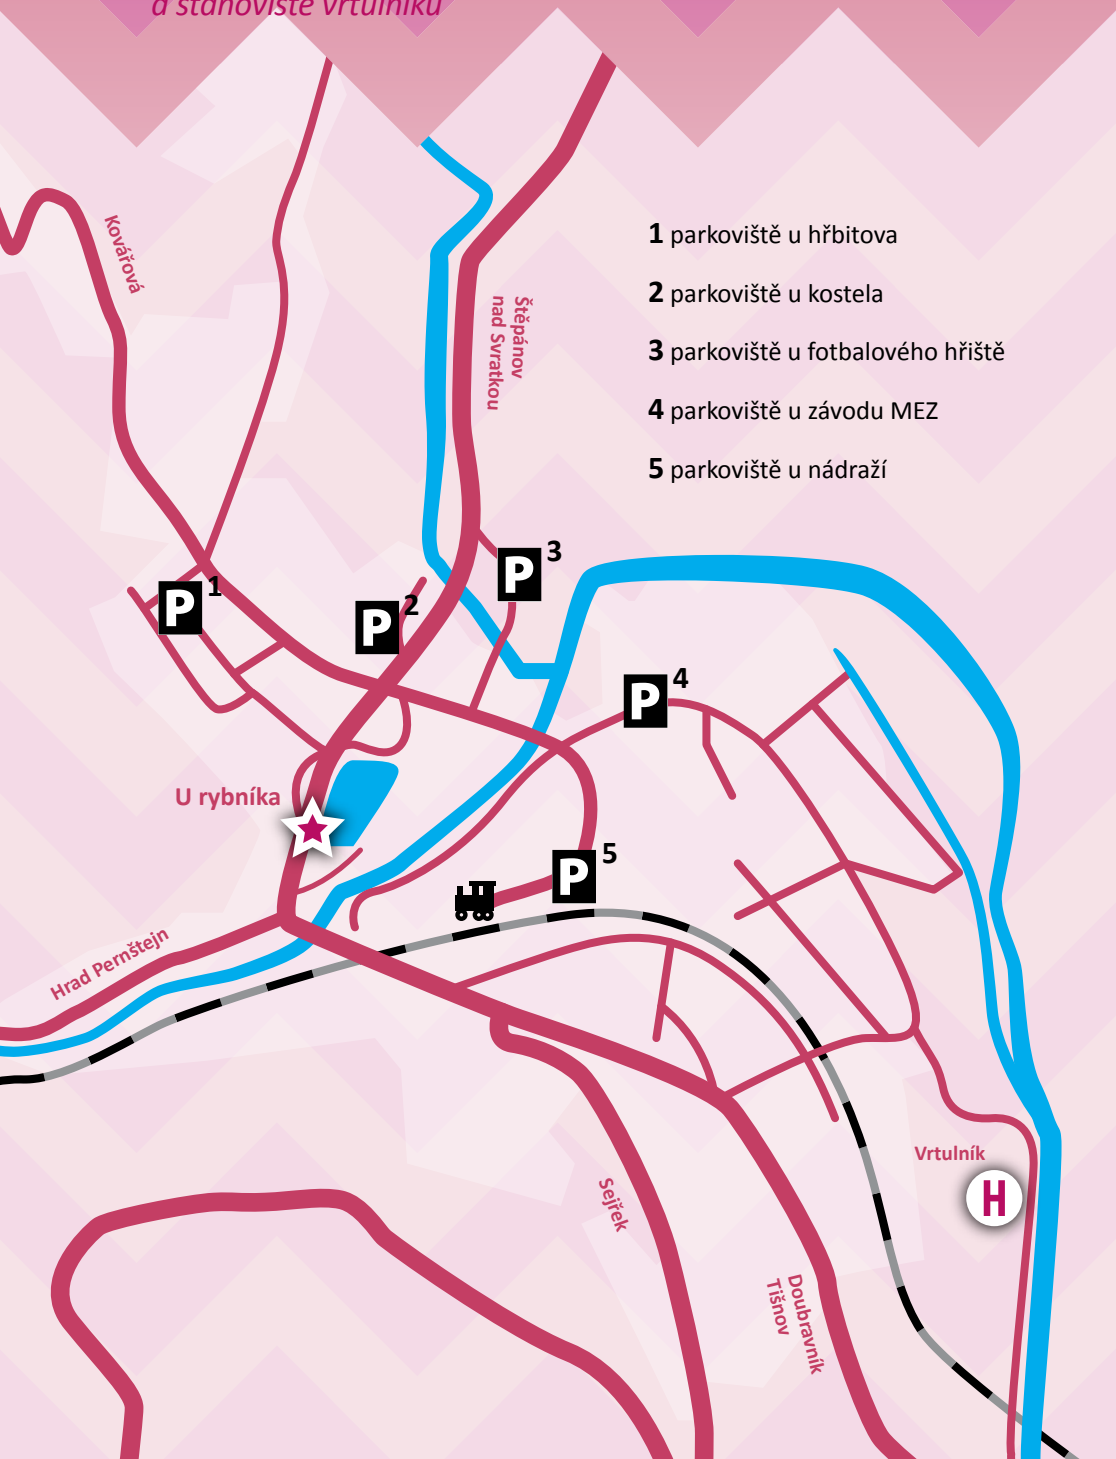 a stanoviště vrtulníku
1 parkoviště u hřbitova
2 parkoviště u kostela
3 parkoviště u fotbalového hřiště
4 parkoviště u závodu MEZ
5 parkoviště u nádraží
Kovářová
Štěpánov
nad Svratkou
P 3
P 1
P 2
P 4
U rybníka
P 5
Hrad Pernštejn
Vrtulník
H
Sejřek
Doubravník
Tišnov